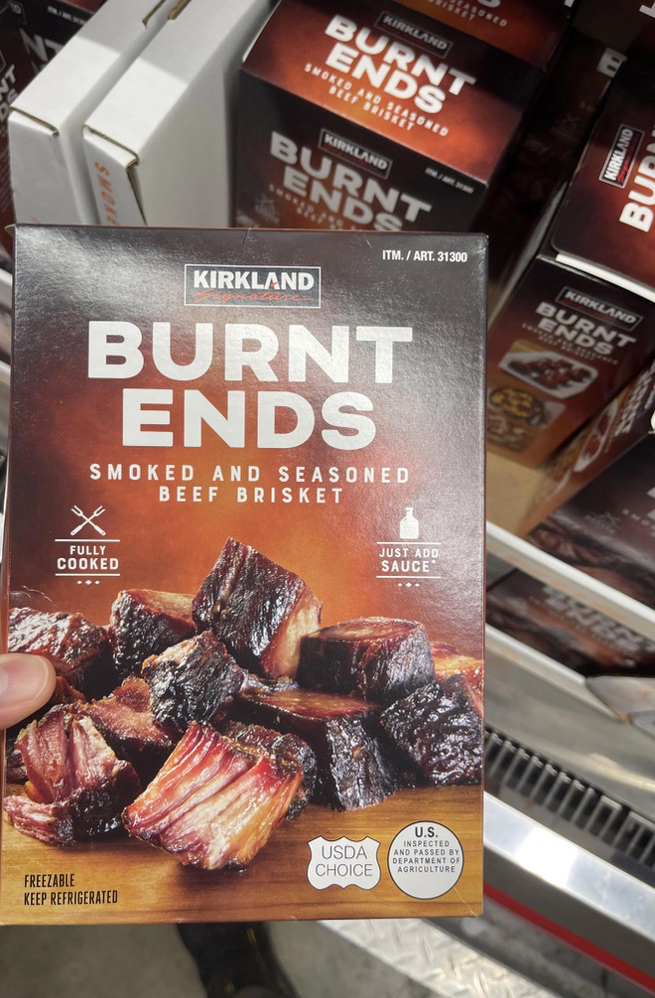 KIRKLAND
BURNT
ENDS
SMOKED AND SEASONED
BEEF BRISKET
KIRKLAND
BURNT
ENDS
ITM. / ART. 31300
KIRKLAND
Signature
BURNT
ENDS
SMOKED AND SEASONED
BEEF BRISKET
FULLY
COOKED
JUST ADD
SAUCE*
USDA
CHOICE
U.S.
INSPECTED
AND PASSED BY
DEPARTMENT OF
AGRICULTURE
FREEZABLE
KEEP REFRIGERATED
KIRKLAND
KIRKLAND
BURNT
ENDS